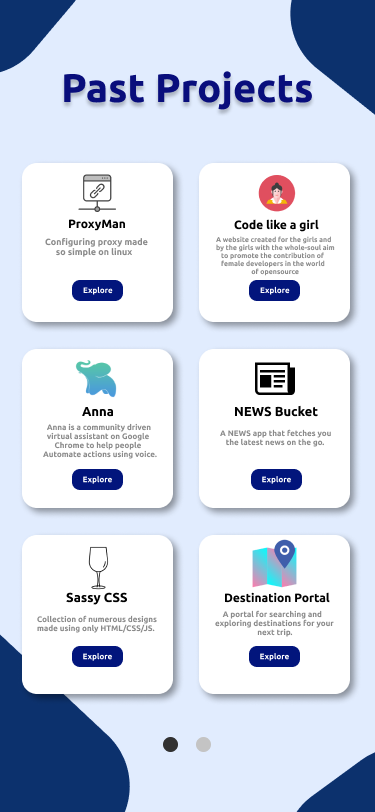 Past Projects
ProxyMan
Configuring proxy made
so simple on linux
Explore
Code like a girl
A website created for the girls and
by the girls with the whole-soul aim
to promote the contribution of
female developers in the world
of opensource
Explore
Anna
Anna is a community driven
virtual assistant on Google
Chrome to help people
Automate actions using voice.
Explore
NEWS Bucket
A NEWS app that fetches you
the latest news on the go.
Explore
Sassy CSS
Collection of numerous designs
made using only HTML/CSS/JS.
Explore
Destination Portal
A portal for searching and
exploring destinations for your
next trip.
Explore